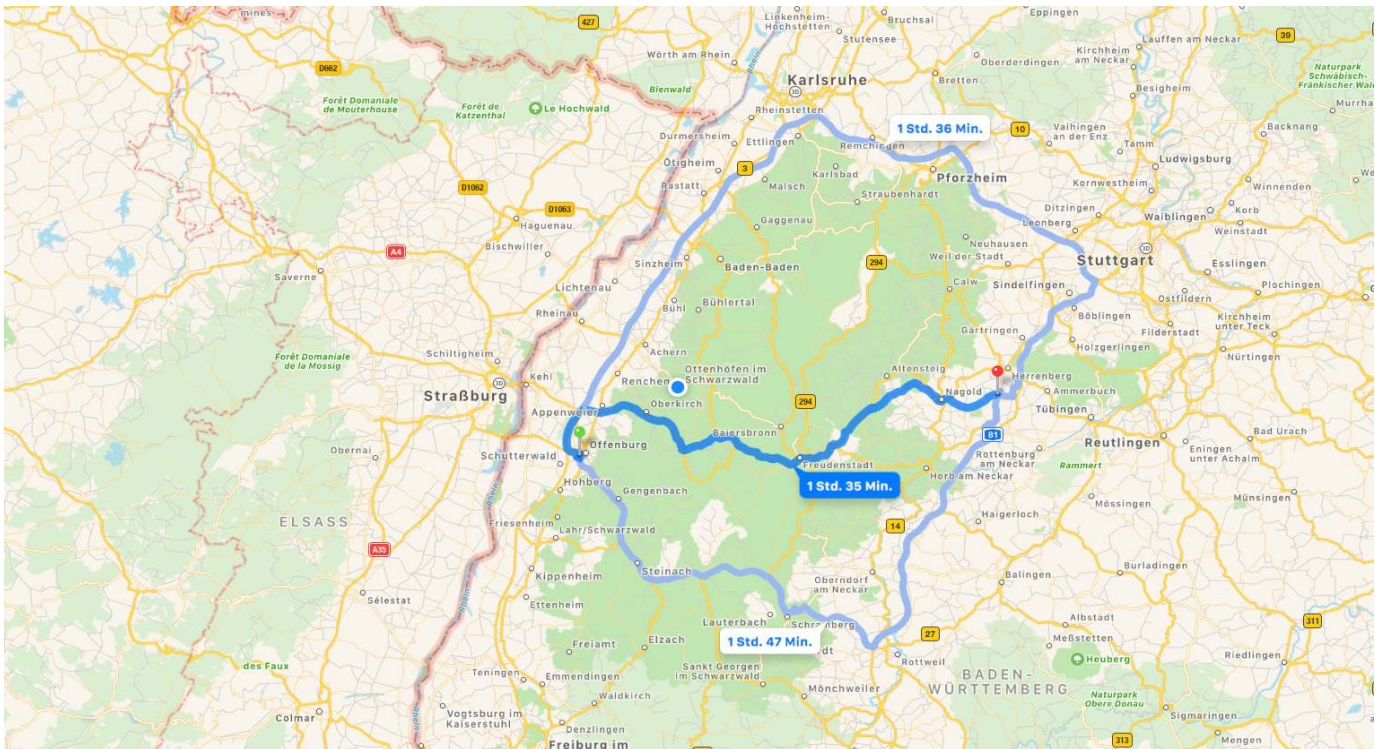 mines
427
Linkenheim-
Hochstetten
Bruchsal
Eppingen
Stutensee
Lauffen am Neckar
39
D662
Wörth am Rhein
Oberderdingen
Kirchheim
am Neckar
Naturpark
Schwäbisch-
Fränkischer Wal
Karlsruhe
3D
Bretten
Besigheim
Forêt Domaniale
de Mouterhouse
Forêt de
Katzenthal
Le Hochwald
Bienwald
Rheinstetten
Murrha
1 Std. 36 Min.
10
Vaihingen
an der Enz
Backnang
Durmersheim
Ettlingen
Remchingen
Tamm
Ludwigsburg
Ötigheim
3
Karlsbad
Pforzheim
D1062
Rastatt
Malsch
Straubenhardt
Kornwestheim
Winnenden
D1063
Haguenau
Gaggenau
Ditzingen
Waiblingen
Korb
Leonberg
Weinstadt
Bischwiller
Neuhausen
3D
A4
Sinzheim
Baden-Baden
294
Weil der Stadt
Stuttgart
Esslingen
Saverne
Lichtenau
Calw
Sindelfingen
Plochingen
Rheinau
Bühl
Bühlertal
Ostfildern
Böblingen
Kirchheim
unter Teck
Gärtringen
Filderstadt
Forêt Domaniale
de la Mossig
Schiltigheim
Achern
Holzgerlingen
Nürtingen
Ottenhöfen im
Schwarzwald
Altensteig
Herrenberg
Straßburg
3D
Kehl
Renchen
Nagold
Ammerbuch
Appenweier
Oberkirch
294
Tübingen
Baiersbronn
81
Reutlingen
Bad Urach
Obernai
Offenburg
Schutterwald
Freudenstadt
Rottenburg
am Neckar
Rammert
Eningen
unter Achalm
Hohberg
1 Std. 35 Min.
Horb am Neckar
Gengenbach
Mössingen
Münsingen
ELSASS
Friesenheim
Haigerloch
Lahr/Schwarzwald
14
A35
Steinach
Kippenheim
Oberndorf
am Neckar
Balingen
Burladingen
Sélestat
Ettenheim
Albstadt
Lauterbach
Schramberg
311
1 Std. 47 Min.
27
Meßstetten
Freiamt
Elzach
Rottweil
Heuberg
Riedlingen
des Faux
Teningen
Emmendingen
Sankt Georgen
im Schwarzwald
BADEN-
WÜRTTEMBERG
Waldkirch
Mönchweiler
Naturpark
Obere Donau
Colmar
Vogtsburg im
Kaiserstuhl
Sigmaringen
Denzlingen
Freiburg im
313
Mengen